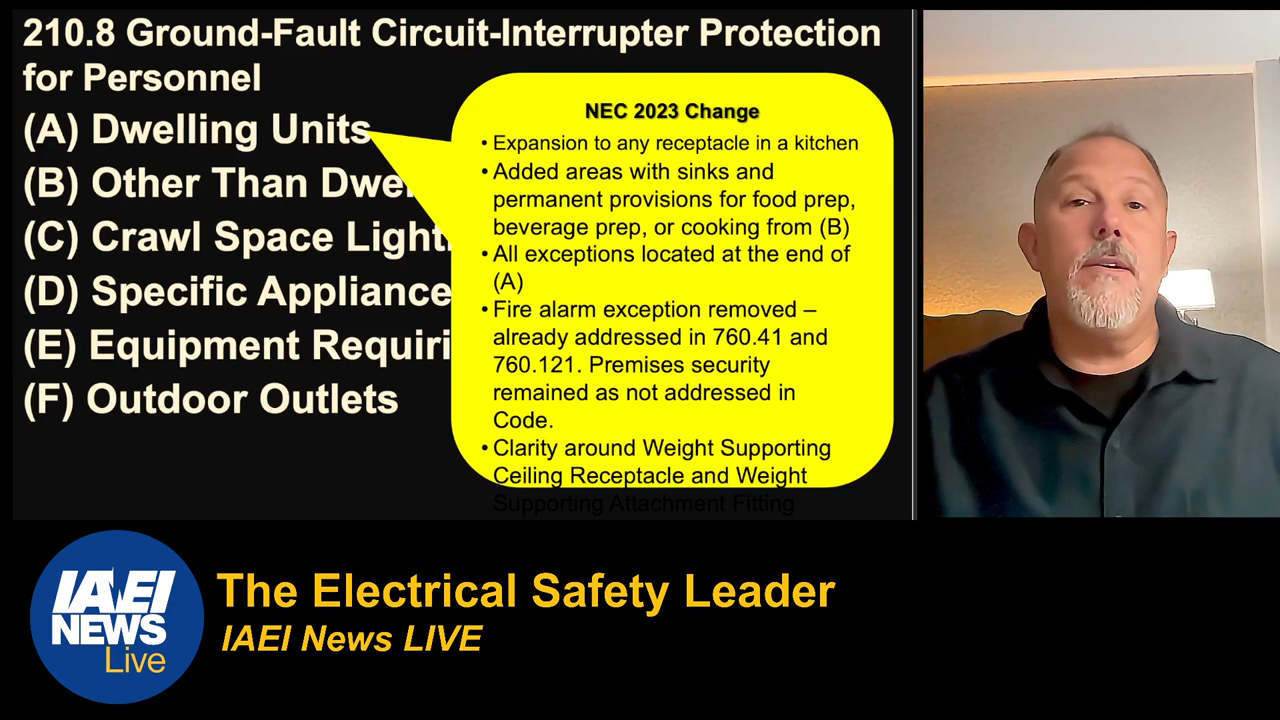 210.8 Ground-Fault Circuit-Interrupter Protection
for Personnel
(A) Dwelling Units
(B) Other Than Dwel
(C) Crawl Space Lighti
(D) Specific Appliance
(E) Equipment Requiri
(F) Outdoor Outlets
NEC 2023 Change
• Expansion to any receptacle in a kitchen
• Added areas with sinks and
permanent provisions for food prep,
beverage prep, or cooking from (B)
• All exceptions located at the end of
(A)
• Fire alarm exception removed –
already addressed in 760.41 and
760.121. Premises security
remained as not addressed in
Code.
• Clarity around Weight Supporting
Ceiling Receptacle and Weight
Supporting Attachment Fitting
IAEI
NEWS
Live
The Electrical Safety Leader
IAEI News LIVE